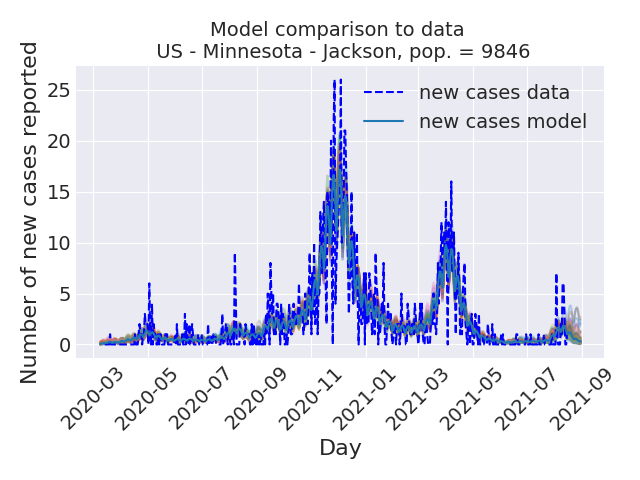 Model comparison to data
US - Minnesota - Jackson, pop. = 9846
Number of new cases reported
25
20
15
10
5
0
new cases data
new cases model
2020-03
2020-05
2020-07
2020-09
2020-11
2021-01
2021-03
2021-05
2021-07
2021-09
Day